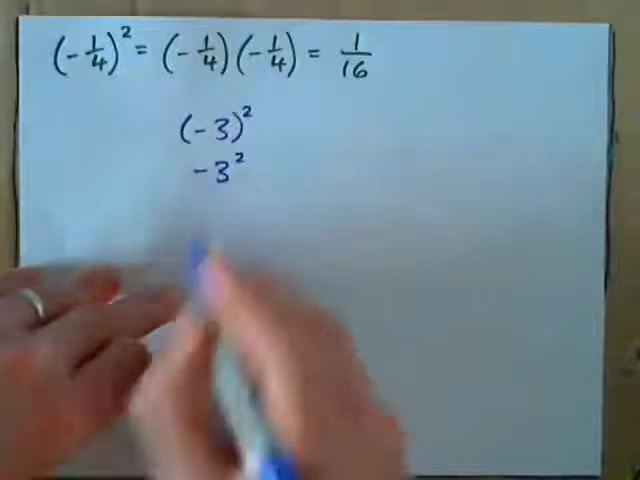 (-1/4)² = (-1/4)(-1/4) = 1/16
(-3)²
-3²